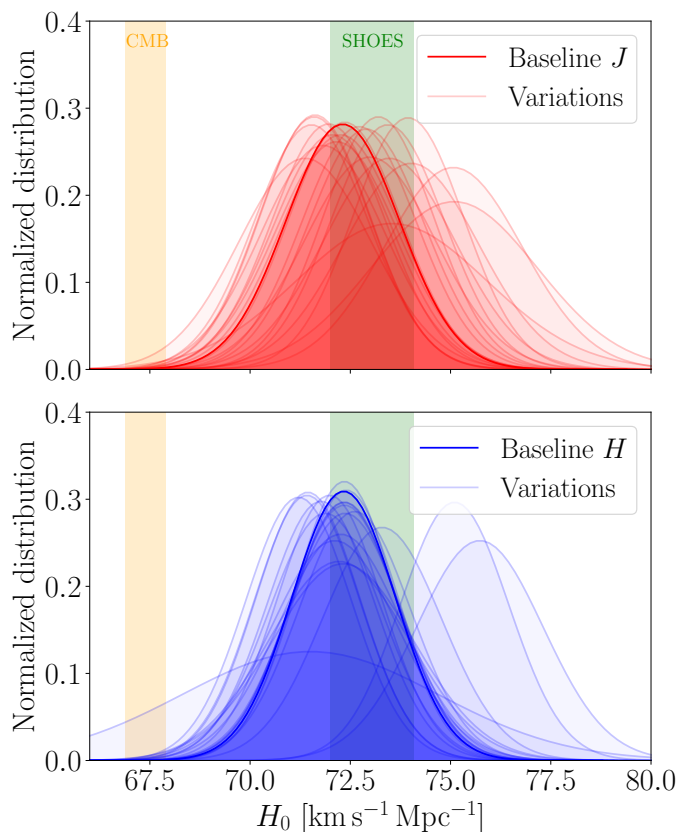 0.4
CMB
SHOES
Baseline J
Variations
0.3
0.2
0.1
0.0
Normalized distribution
0.4
Baseline H
Variations
0.3
0.2
0.1
0.0
Normalized distribution
67.5 70.0 72.5 75.0 77.5 80.0
H₀ [km s⁻¹ Mpc⁻¹]